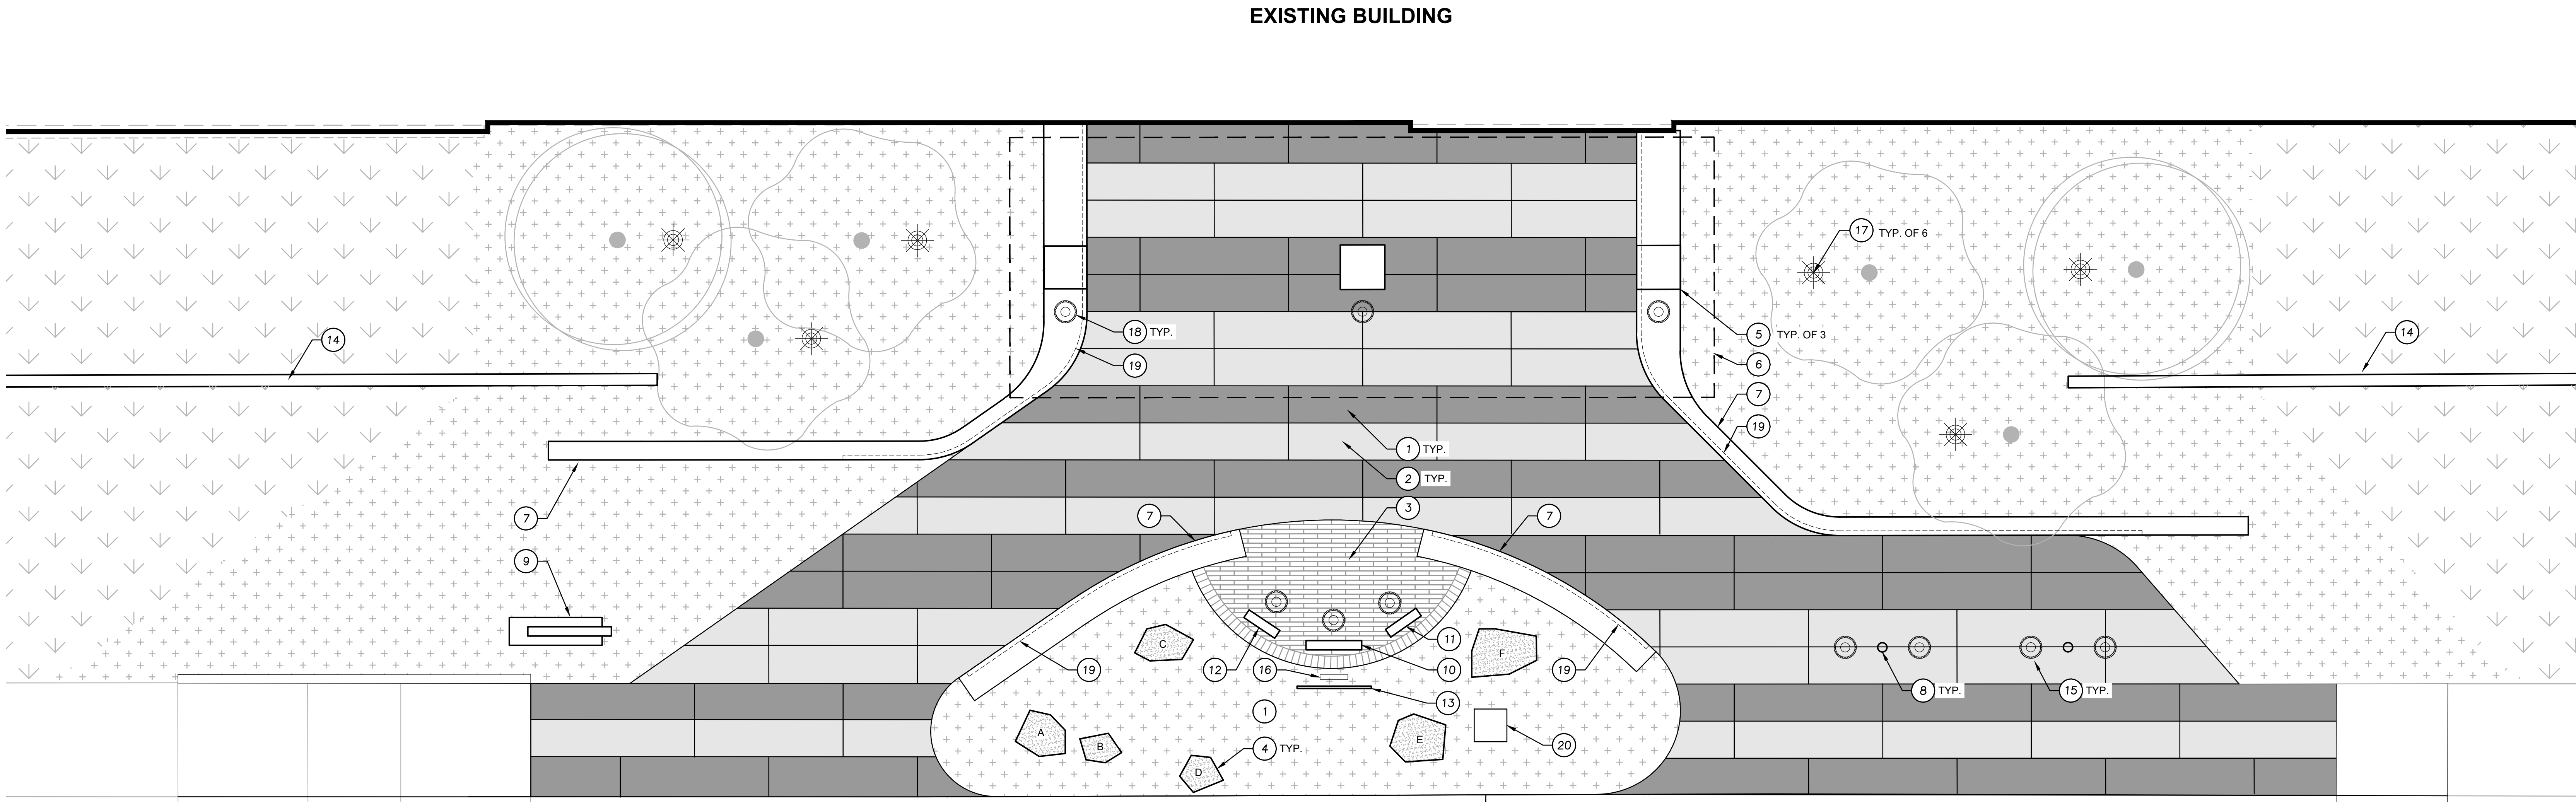 EXISTING BUILDING
17 TYP. OF 6
18 TYP.
5 TYP. OF 3
14
14
19
6
7
19
1 TYP.
2 TYP.
3
7
7
7
9
C
F
11
12
16
10
19
19
8 TYP.
15 TYP.
13
1
A
B
E
4 TYP.
20
D